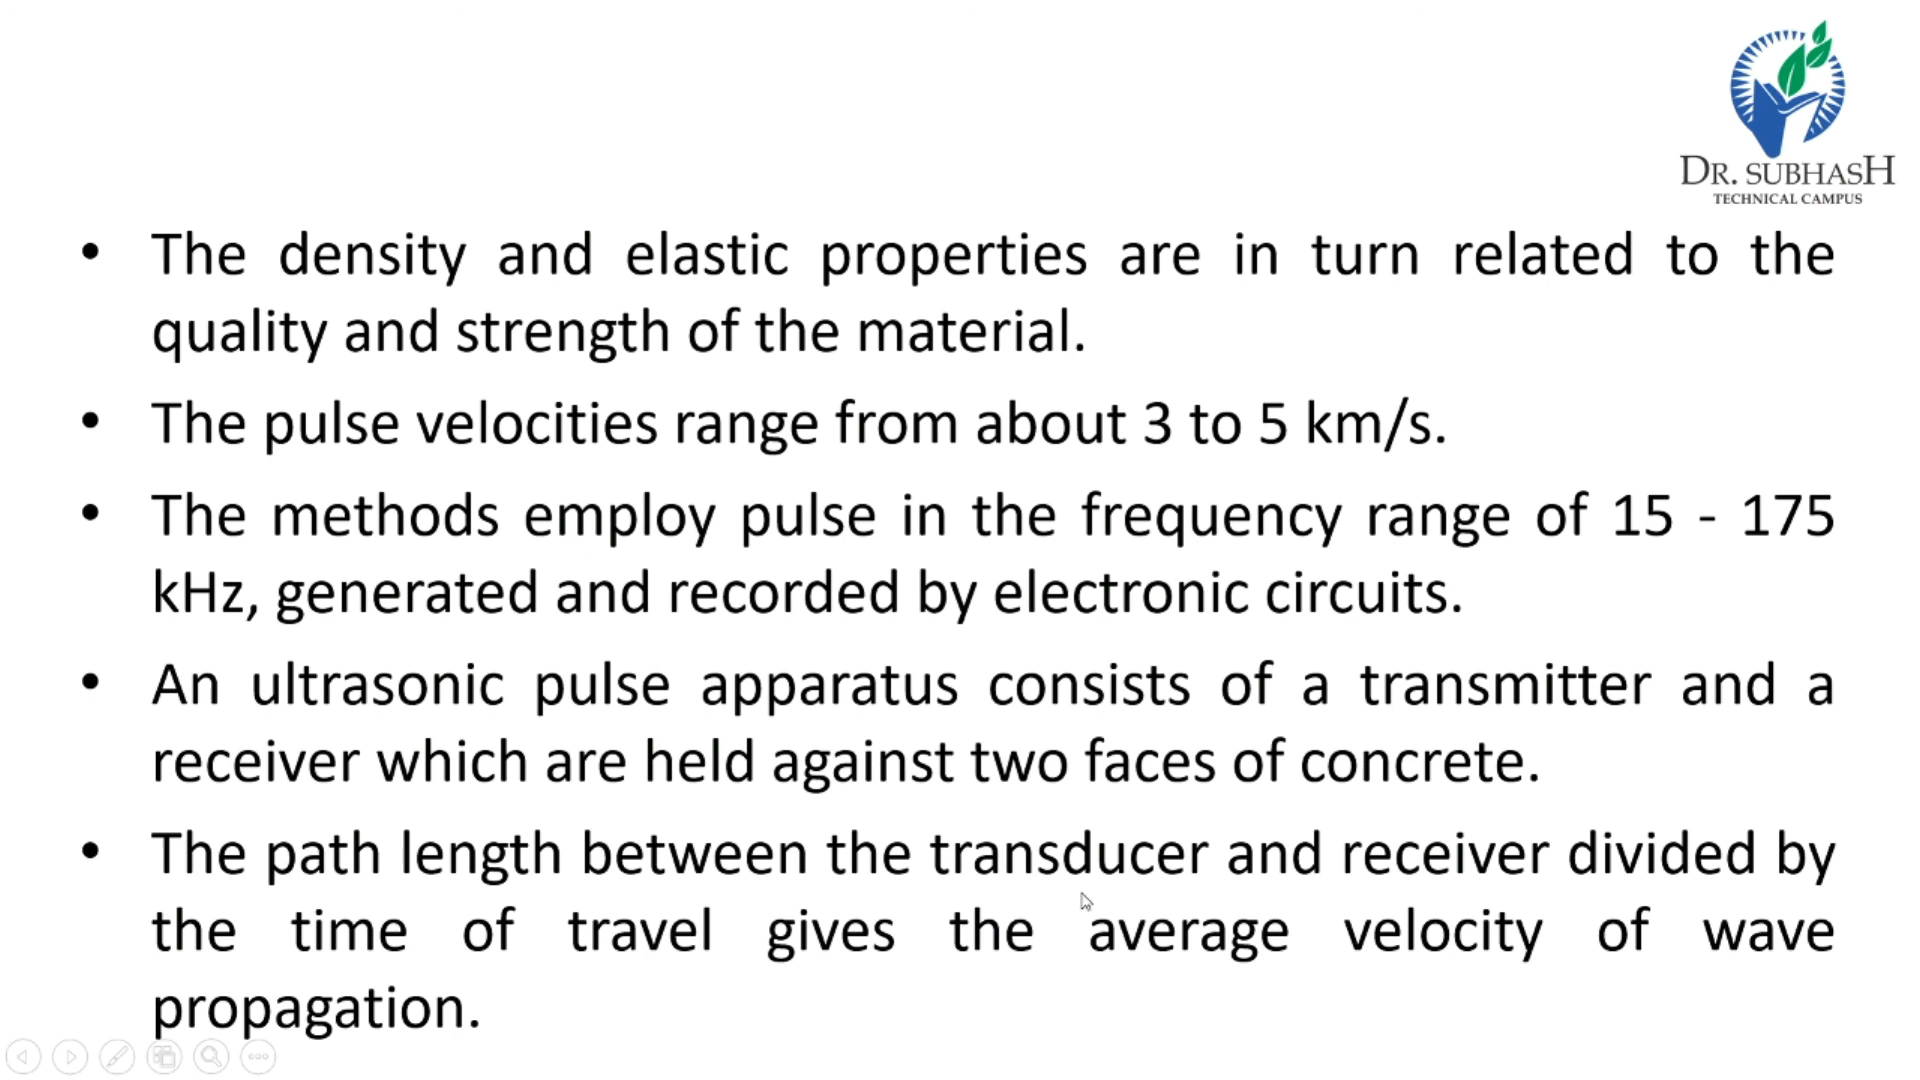 DR. SUBHASH
TECHNICAL CAMPUS
• The density and elastic properties are in turn related to the
quality and strength of the material.
• The pulse velocities range from about 3 to 5 km/s.
• The methods employ pulse in the frequency range of 15 - 175
kHz, generated and recorded by electronic circuits.
• An ultrasonic pulse apparatus consists of a transmitter and a
receiver which are held against two faces of concrete.
• The path length between the transducer and receiver divided by
the time of travel gives the average velocity of wave
propagation.